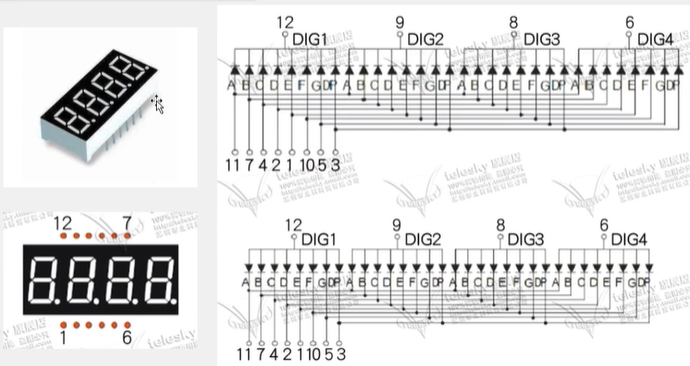 12 9 8 6
DIG1 DIG2 DIG3 DIG4
A B C D E F G DP A B C D E F G DP A B C D E F G DP A B C D E F G DP
11 7 4 2 1 10 5 3
12 7
1 6
telesky
12 9 8 6
DIG1 DIG2 DIG3 DIG4
A B C D E F G DP A B C D E F G DP A B C D E F G DP A B C D E F G DP
11 7 4 2 1 10 5 3